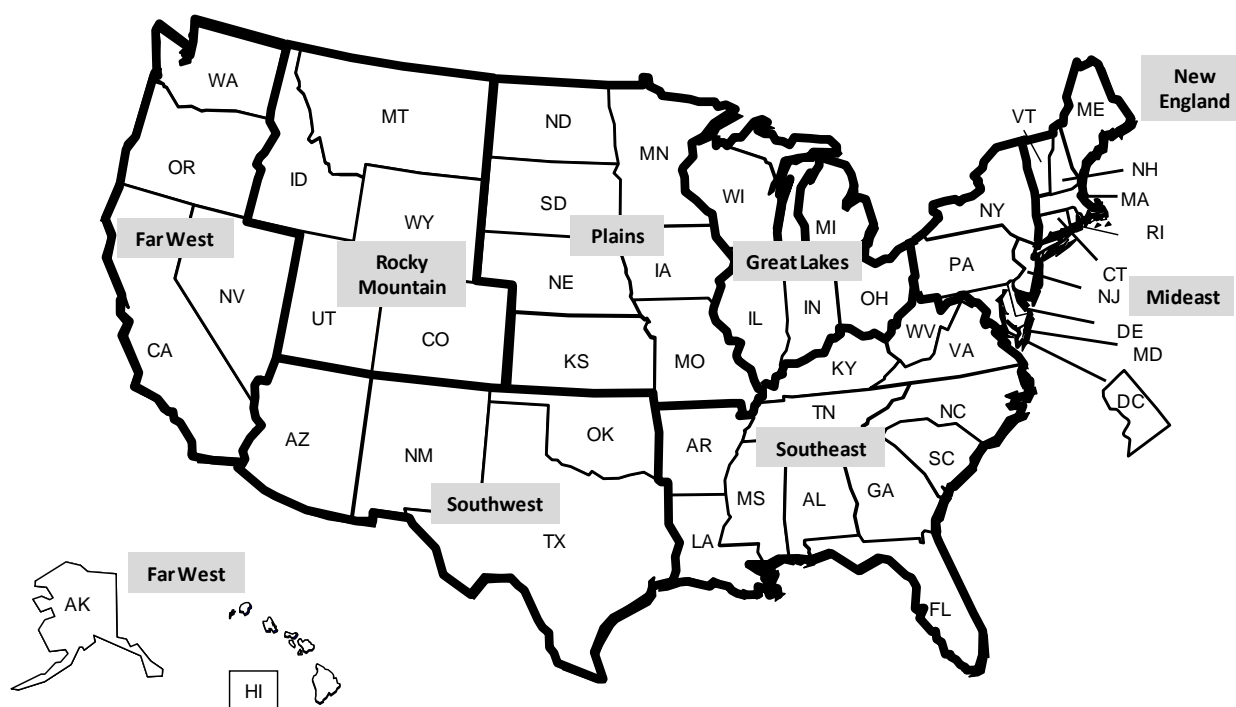 WA
New
England
ME
VT
MT
ND
MN
OR
ID
NH
MA
WI
SD
WY
NY
MI
RI
Far West
Plains
Rocky
Mountain
Great Lakes
PA
IA
CT
NE
NV
OH
NJ
Mideast
IN
UT
IL
DE
WV
CO
VA
MD
CA
KS
MO
KY
DC
TN
NC
AZ
OK
AR
NM
Southeast
SC
GA
MS
AL
Southwest
TX
LA
Far West
AK
FL
HI